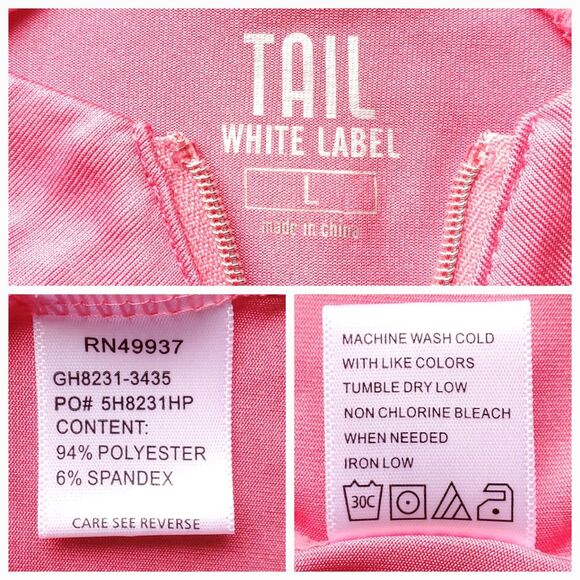 TAIL
WHITE LABEL
L
made in china
RN49937
GH8231-3435
PO# 5H8231HP
CONTENT:
94% POLYESTER
6% SPANDEX
CARE SEE REVERSE
MACHINE WASH COLD
WITH LIKE COLORS
TUMBLE DRY LOW
NON CHLORINE BLEACH
WHEN NEEDED
IRON LOW
30C